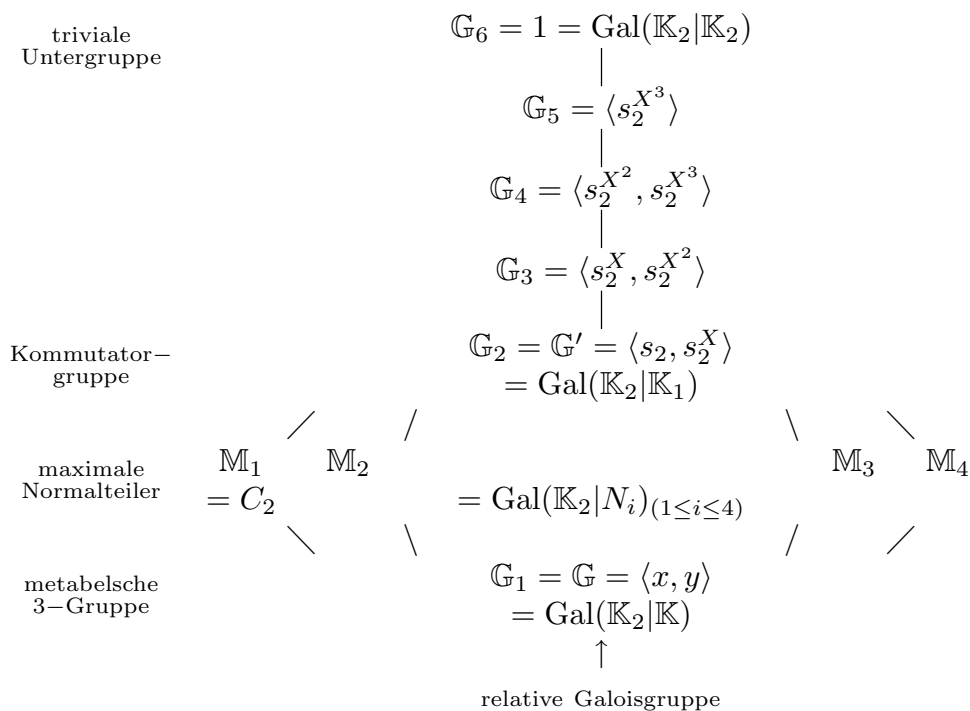 triviale
Untergruppe
𝔾₆ = 1 = Gal(𝕂₂|𝕂₂)
𝔾₅ = ⟨s₂^{X³}⟩
𝔾₄ = ⟨s₂^{X²}, s₂^{X³}⟩
𝔾₃ = ⟨s₂^X, s₂^{X²}⟩
Kommutator−
gruppe
𝔾₂ = 𝔾′ = ⟨s₂, s₂^X⟩
= Gal(𝕂₂|𝕂₁)
maximale
Normalteiler
𝕄₁ 𝕄₂ 𝕄₃ 𝕄₄
= C₂ = Gal(𝕂₂|N_i)_{(1≤i≤4)}
metabelsche
3−Gruppe
𝔾₁ = 𝔾 = ⟨x, y⟩
= Gal(𝕂₂|𝕂)
↑
relative Galoisgruppe